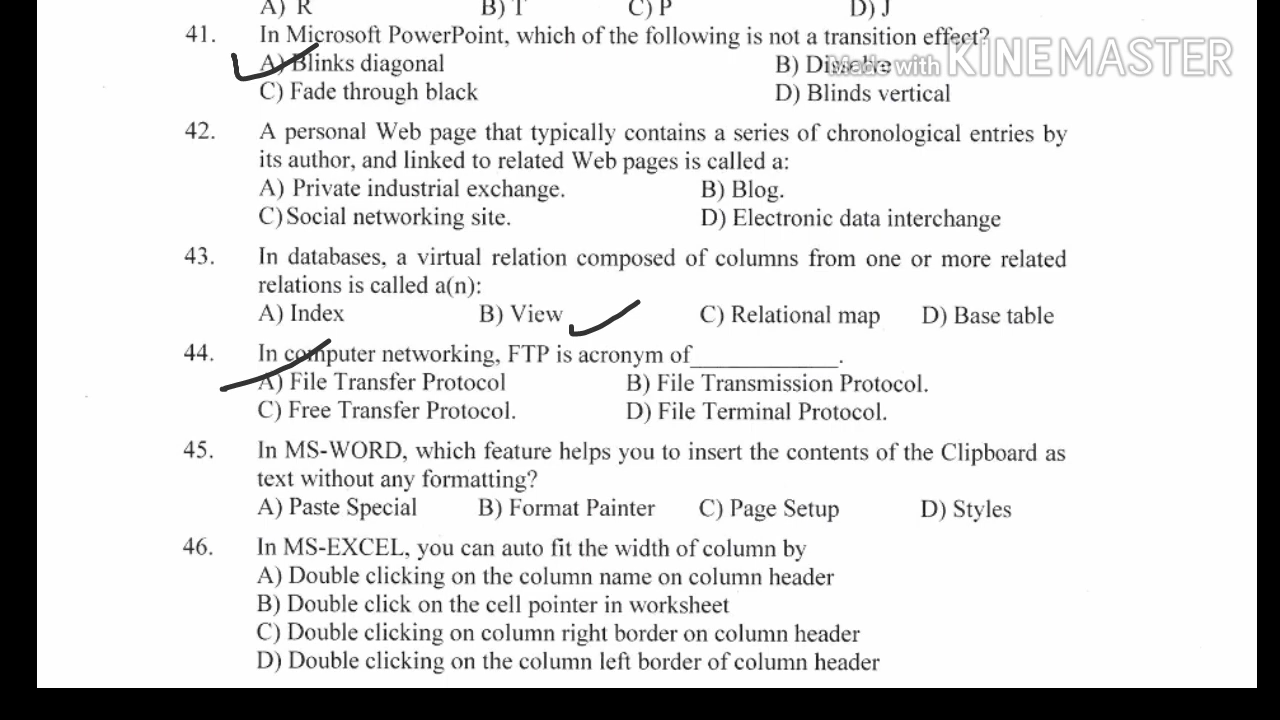 A) R B) T C) P D) J
41. In Microsoft PowerPoint, which of the following is not a transition effect?
A) Blinks diagonal B) Dissolve
Made with KINEMASTER
C) Fade through black D) Blinds vertical
42. A personal Web page that typically contains a series of chronological entries by
its author, and linked to related Web pages is called a:
A) Private industrial exchange. B) Blog.
C) Social networking site. D) Electronic data interchange
43. In databases, a virtual relation composed of columns from one or more related
relations is called a(n):
A) Index B) View C) Relational map D) Base table
44. In computer networking, FTP is acronym of____________.
A) File Transfer Protocol B) File Transmission Protocol.
C) Free Transfer Protocol. D) File Terminal Protocol.
45. In MS-WORD, which feature helps you to insert the contents of the Clipboard as
text without any formatting?
A) Paste Special B) Format Painter C) Page Setup D) Styles
46. In MS-EXCEL, you can auto fit the width of column by
A) Double clicking on the column name on column header
B) Double click on the cell pointer in worksheet
C) Double clicking on column right border on column header
D) Double clicking on the column left border of column header